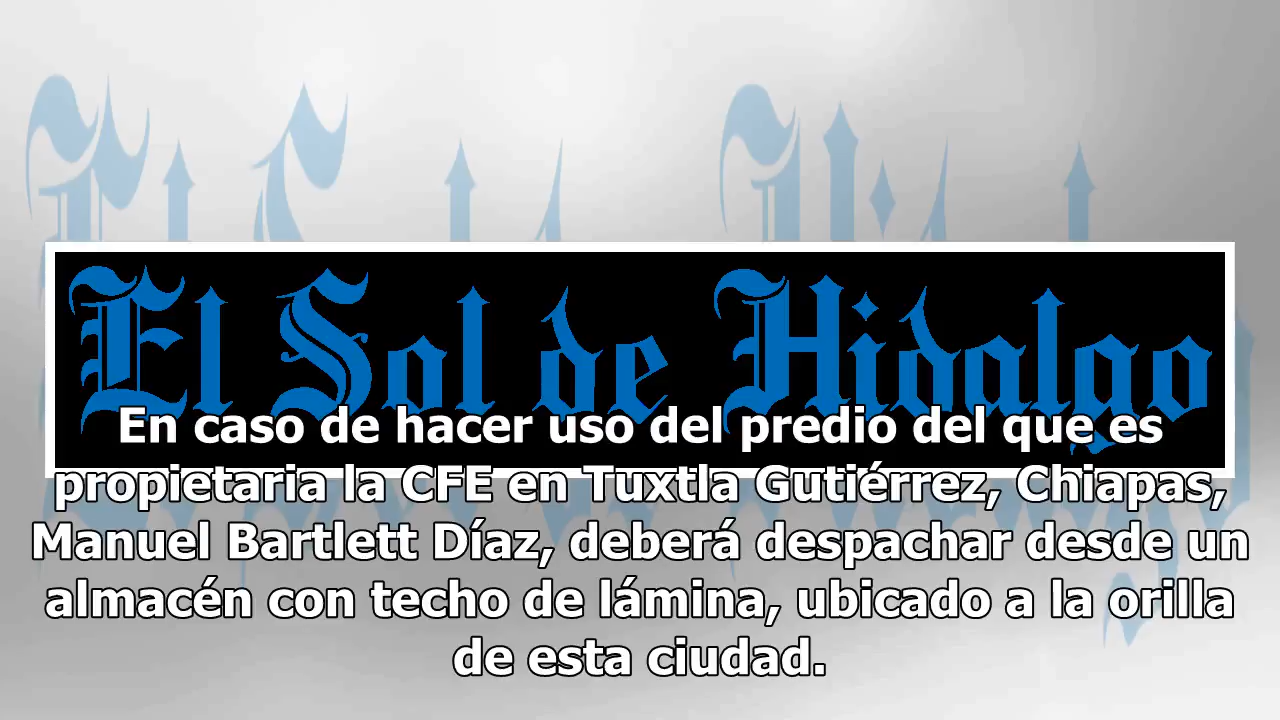 El Sol de Hidalgo
En caso de hacer uso del predio del que es
propietaria la CFE en Tuxtla Gutiérrez, Chiapas,
Manuel Bartlett Díaz, deberá despachar desde un
almacén con techo de lámina, ubicado a la orilla
de esta ciudad.